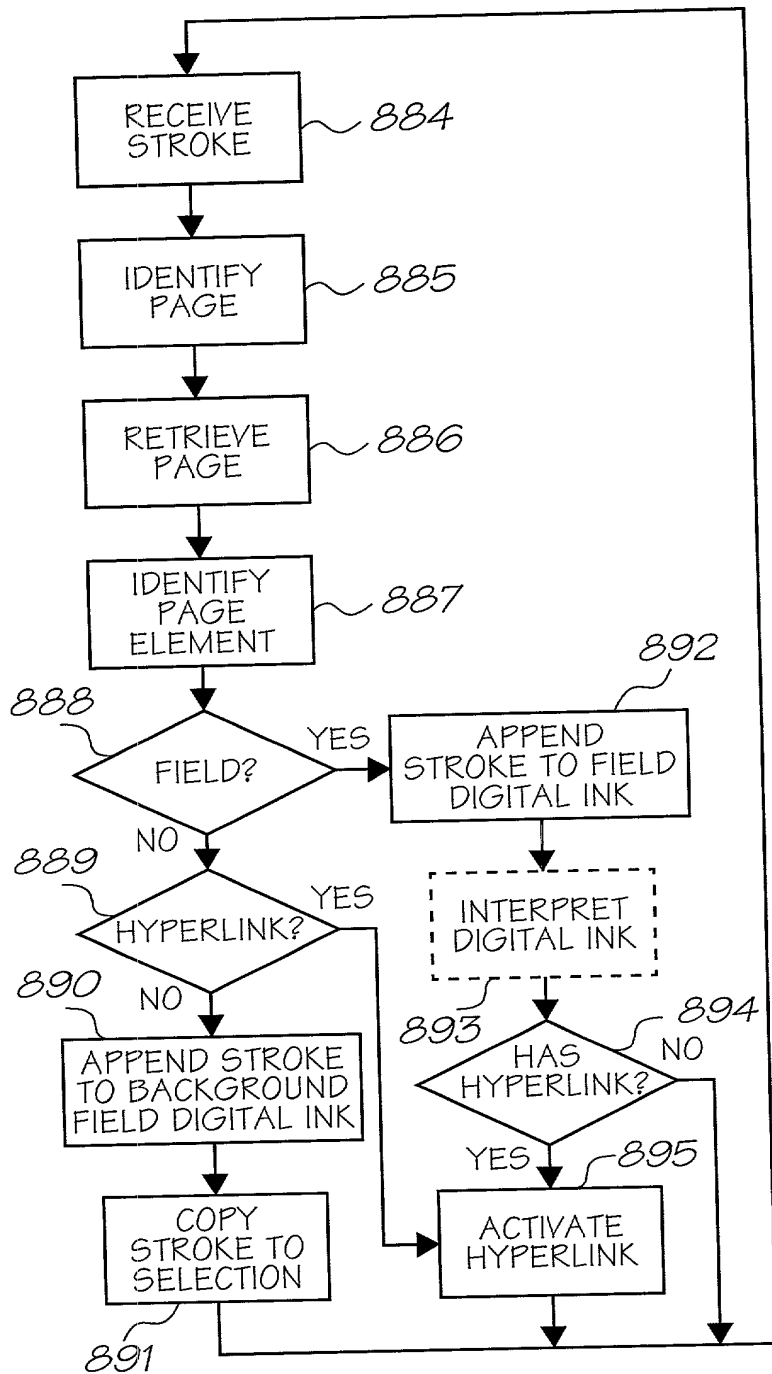 RECEIVE
STROKE
884
IDENTIFY
PAGE
885
RETRIEVE
PAGE
886
IDENTIFY
PAGE
ELEMENT
887
888
FIELD?
YES
NO
892
APPEND
STROKE TO FIELD
DIGITAL INK
889
HYPERLINK?
YES
NO
INTERPRET
DIGITAL INK
893
890
APPEND STROKE
TO BACKGROUND
FIELD DIGITAL INK
894
HAS
HYPERLINK?
NO
YES
895
COPY
STROKE TO
SELECTION
891
ACTIVATE
HYPERLINK